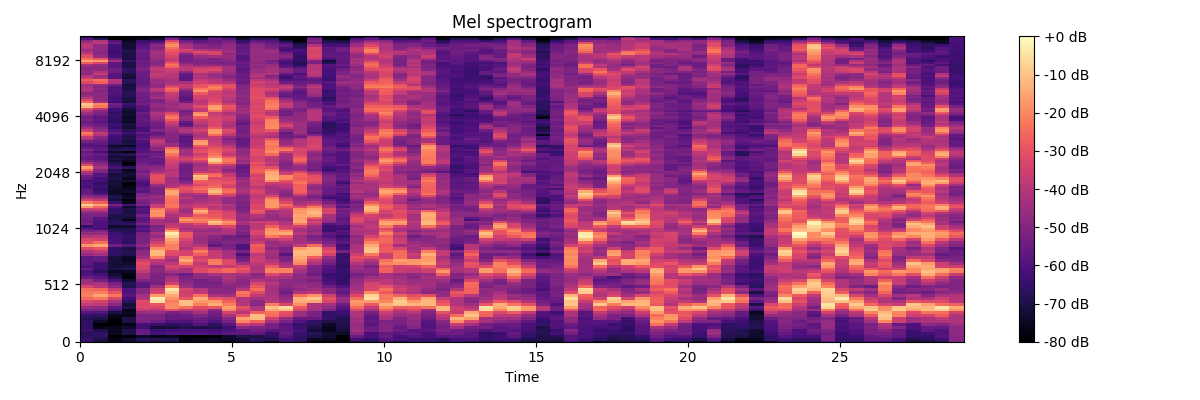 Mel spectrogram
8192
4096
2048
1024
512
0
Hz
0 5 10 15 20 25
Time
+0 dB
-10 dB
-20 dB
-30 dB
-40 dB
-50 dB
-60 dB
-70 dB
-80 dB